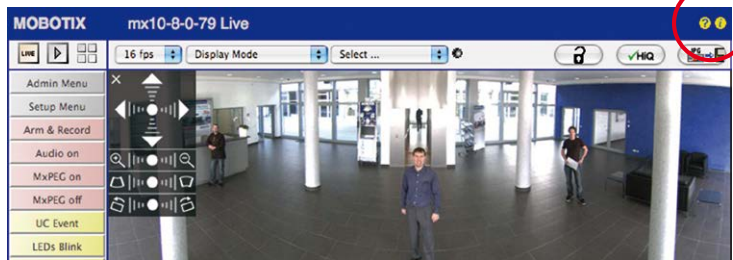 MOBOTIX mx10-8-0-79 Live ? i
LIVE 16 fps Display Mode Select ... HiQ
Admin Menu
Setup Menu
Arm & Record
Audio on
MxPEG on
MxPEG off
UC Event
LEDs Blink